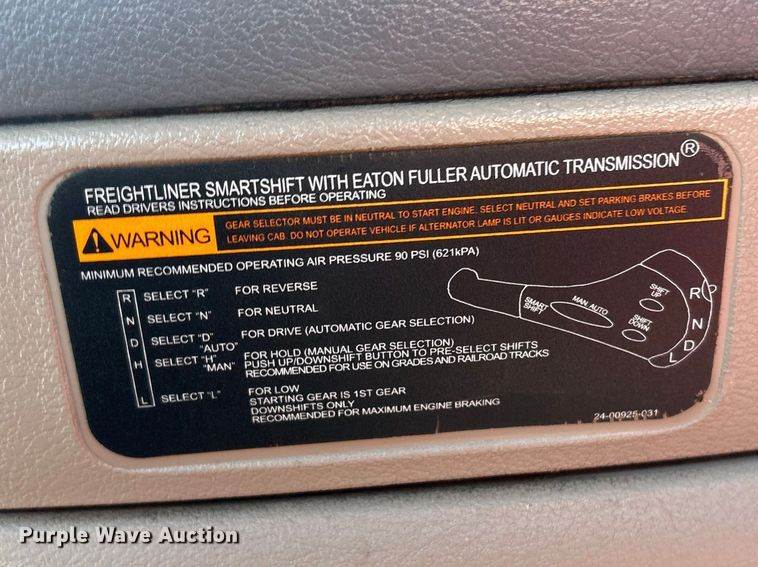 FREIGHTLINER SMARTSHIFT WITH EATON FULLER AUTOMATIC TRANSMISSION®
READ DRIVERS INSTRUCTIONS BEFORE OPERATING
WARNING
GEAR SELECTOR MUST BE IN NEUTRAL TO START ENGINE. SELECT NEUTRAL AND SET PARKING BRAKES BEFORE
LEAVING CAB. DO NOT OPERATE VEHICLE IF ALTERNATOR LAMP IS LIT OR GAUGES INDICATE LOW VOLTAGE
MINIMUM RECOMMENDED OPERATING AIR PRESSURE 90 PSI (621kPA)
R SELECT "R" FOR REVERSE
N SELECT "N" FOR NEUTRAL
D SELECT "D" FOR DRIVE (AUTOMATIC GEAR SELECTION)
"AUTO"
H SELECT "H" FOR HOLD (MANUAL GEAR SELECTION)
"MAN" PUSH UP/DOWNSHIFT BUTTON TO PRE-SELECT SHIFTS
RECOMMENDED FOR USE ON GRADES AND RAILROAD TRACKS
L SELECT "L" FOR LOW
STARTING GEAR IS 1ST GEAR
DOWNSHIFTS ONLY
RECOMMENDED FOR MAXIMUM ENGINE BRAKING
SMART
SHIFT
MAN AUTO
SHIFT
UP
SHIFT
DOWN
R
N
D
L
24-00925-031
Purple Wave Auction